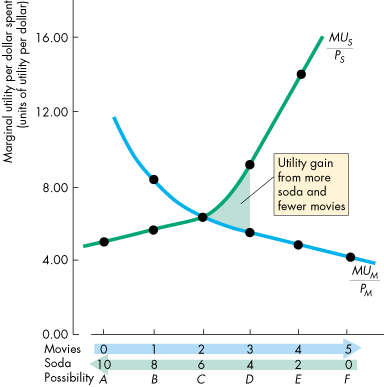 Marginal utility per dollar spent
(units of utility per dollar)
16.00
12.00
8.00
4.00
0.00
MUS
PS
Utility gain
from more
soda and
fewer movies
MUM
PM
Movies 0 1 2 3 4 5
Soda 10 8 6 4 2 0
Possibility A B C D E F